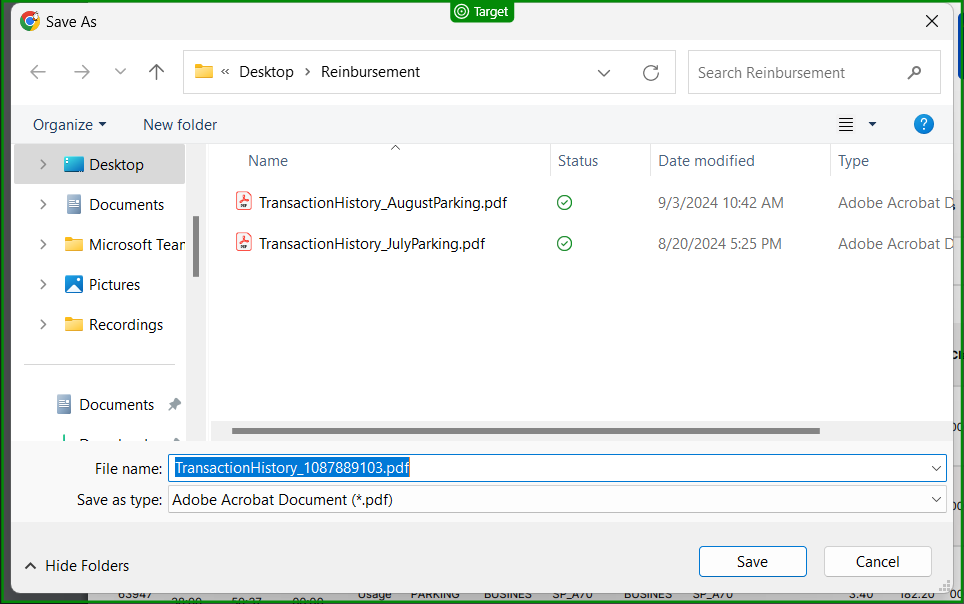 Target
Save As
« Desktop › Reinbursement
Search Reinbursement
Organize
New folder
?
Name Status Date modified Type
Desktop
Documents
Microsoft Tear
Pictures
Recordings
TransactionHistory_AugustParking.pdf 9/3/2024 10:42 AM Adobe Acrobat D
TransactionHistory_JulyParking.pdf 8/20/2024 5:25 PM Adobe Acrobat D
Documents
File name: TransactionHistory_1087889103.pdf
Save as type: Adobe Acrobat Document (*.pdf)
Hide Folders
Save
Cancel
63947 Usage PARKING BUSINES SP_A70 BUSINES SP_A70 3:40 182.20